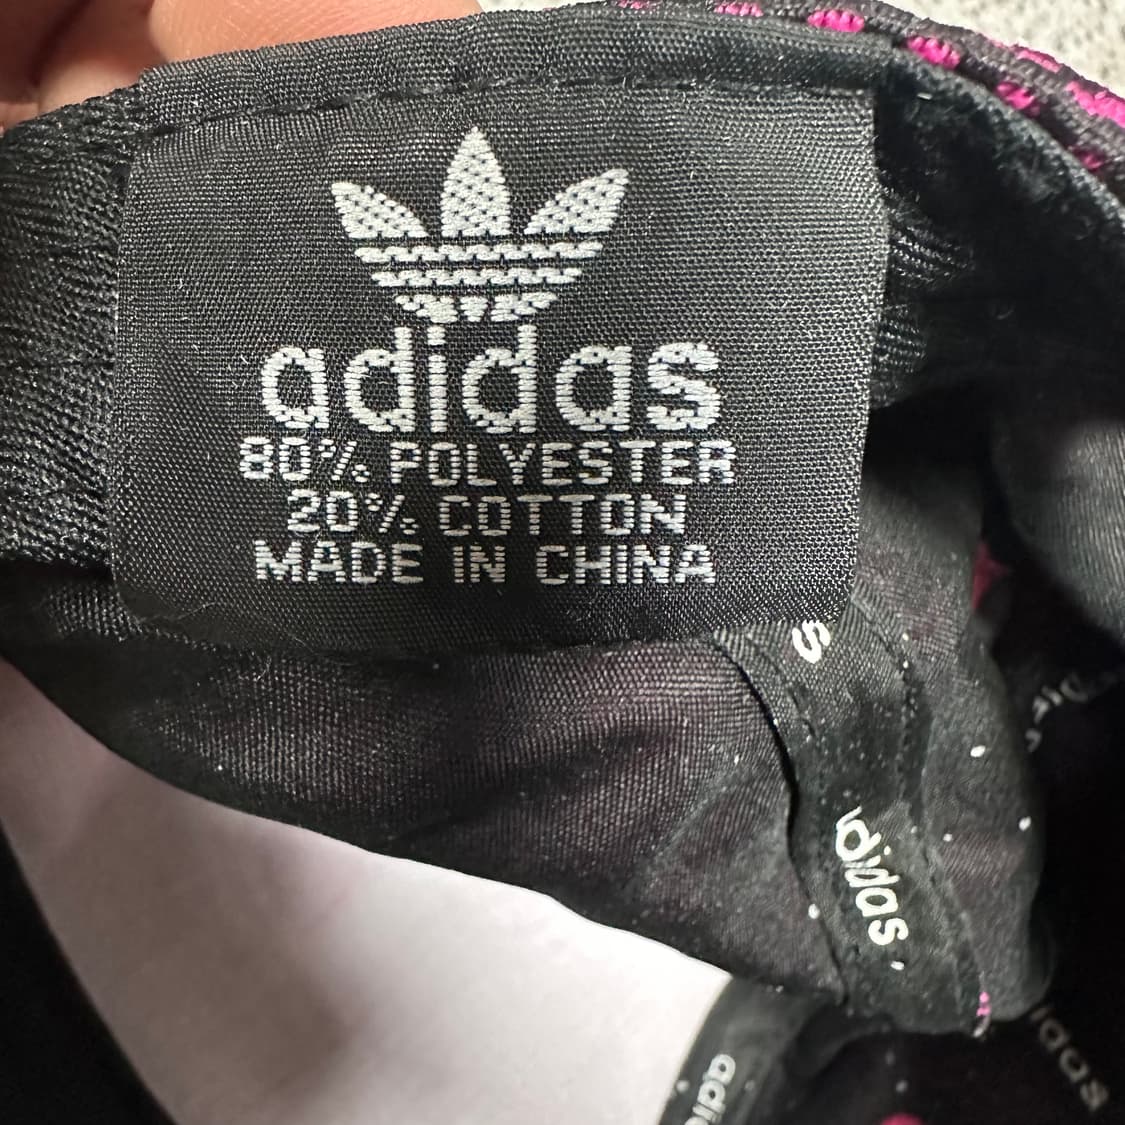 adidas
80% POLYESTER
20% COTTON
MADE IN CHINA
adidas